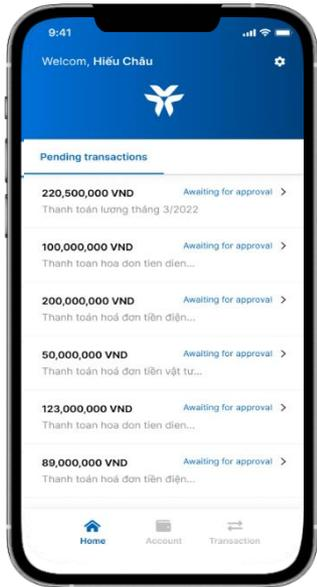 9:41
Welcom, Hiếu Châu
Pending transactions
220,500,000 VND Awaiting for approval
Thanh toán lương tháng 3/2022
100,000,000 VND Awaiting for approval
Thanh toan hoa don tien dien...
200,000,000 VND Awaiting for approval
Thanh toán hoá đơn tiền điện...
50,000,000 VND Awaiting for approval
Thanh toán hoá đơn tiền vật tư...
123,000,000 VND Awaiting for approval
Thanh toan hoa don tien dien...
89,000,000 VND Awaiting for approval
Thanh toán hoá đơn tiền điện...
Home Account Transaction